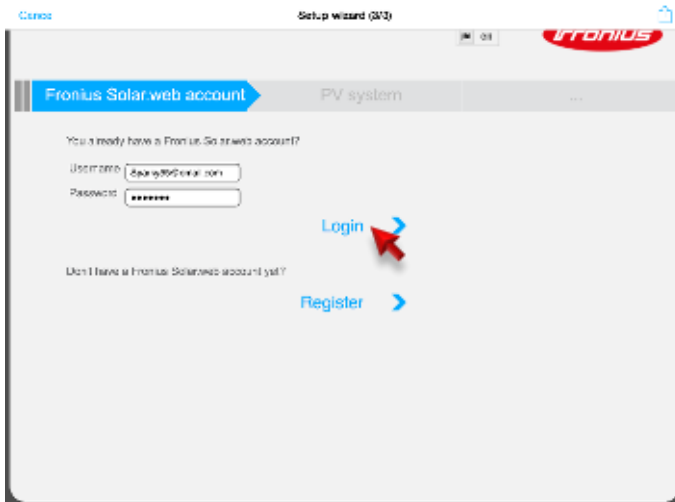 Cancel
Setup wizard (3/3)
Fronius
Fronius Solar.web account
PV system
...
You already have a Fronius Solar.web account?
Username
Password
Login
Don't have a Fronius Solar.web account yet?
Register